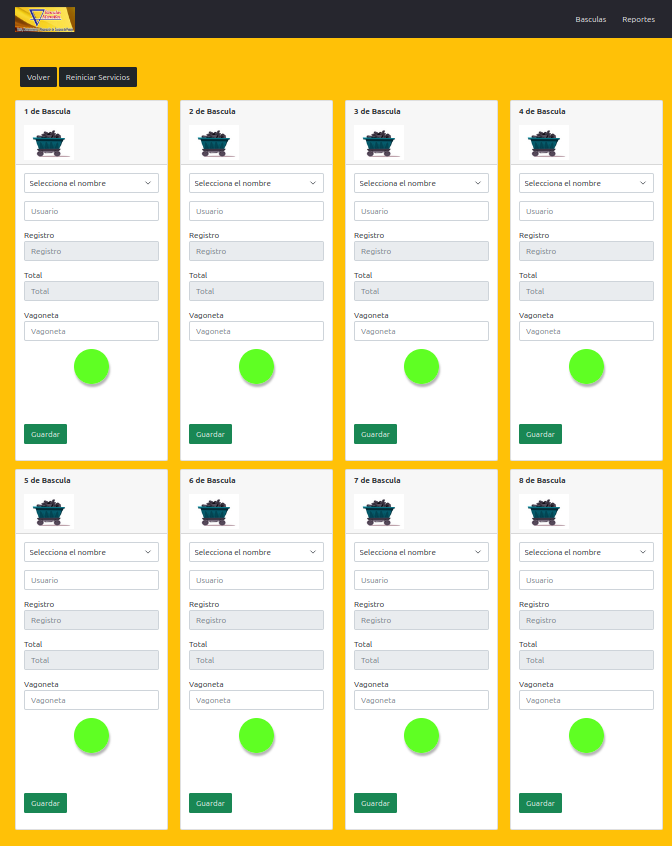 Basculas Reportes
Volver Reiniciar Servicios
1 de Bascula
Selecciona el nombre
Usuario
Registro
Registro
Total
Total
Vagoneta
Vagoneta
Guardar
2 de Bascula
Selecciona el nombre
Usuario
Registro
Registro
Total
Total
Vagoneta
Vagoneta
Guardar
3 de Bascula
Selecciona el nombre
Usuario
Registro
Registro
Total
Total
Vagoneta
Vagoneta
Guardar
4 de Bascula
Selecciona el nombre
Usuario
Registro
Registro
Total
Total
Vagoneta
Vagoneta
Guardar
5 de Bascula
Selecciona el nombre
Usuario
Registro
Registro
Total
Total
Vagoneta
Vagoneta
Guardar
6 de Bascula
Selecciona el nombre
Usuario
Registro
Registro
Total
Total
Vagoneta
Vagoneta
Guardar
7 de Bascula
Selecciona el nombre
Usuario
Registro
Registro
Total
Total
Vagoneta
Vagoneta
Guardar
8 de Bascula
Selecciona el nombre
Usuario
Registro
Registro
Total
Total
Vagoneta
Vagoneta
Guardar